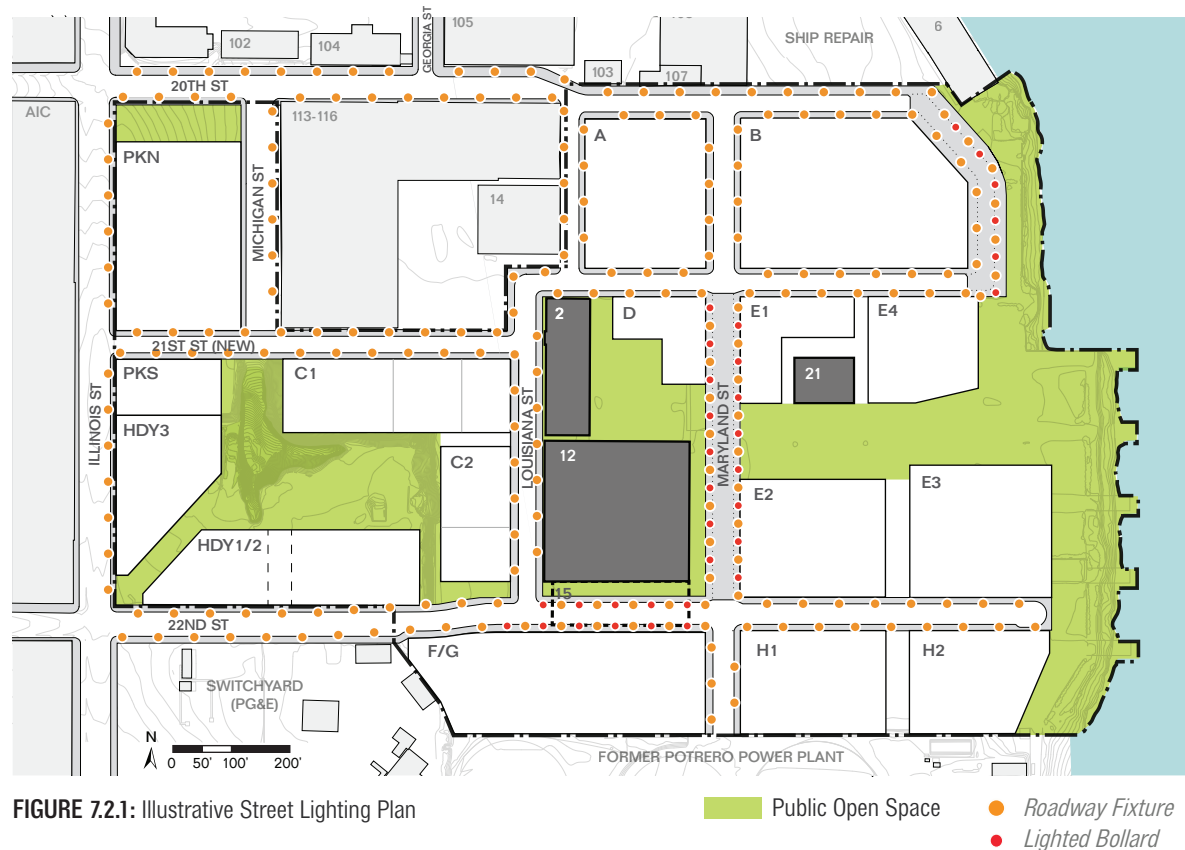 GEORGIA ST
105
6
SHIP REPAIR
102
104
103
107
20TH ST
AIC
113-116
A
B
PKN
MICHIGAN ST
14
2
D
E1
E4
21ST ST (NEW)
PKS
C1
21
ILLINOIS ST
LOUISIANA ST
MARYLAND ST
HDY3
C2
12
E2
E3
HDY1/2
15
22ND ST
F/G
H1
H2
SWITCHYARD
(PG&E)
N
0 50' 100' 200'
FORMER POTRERO POWER PLANT
FIGURE 7.2.1: Illustrative Street Lighting Plan
Public Open Space
Roadway Fixture
Lighted Bollard